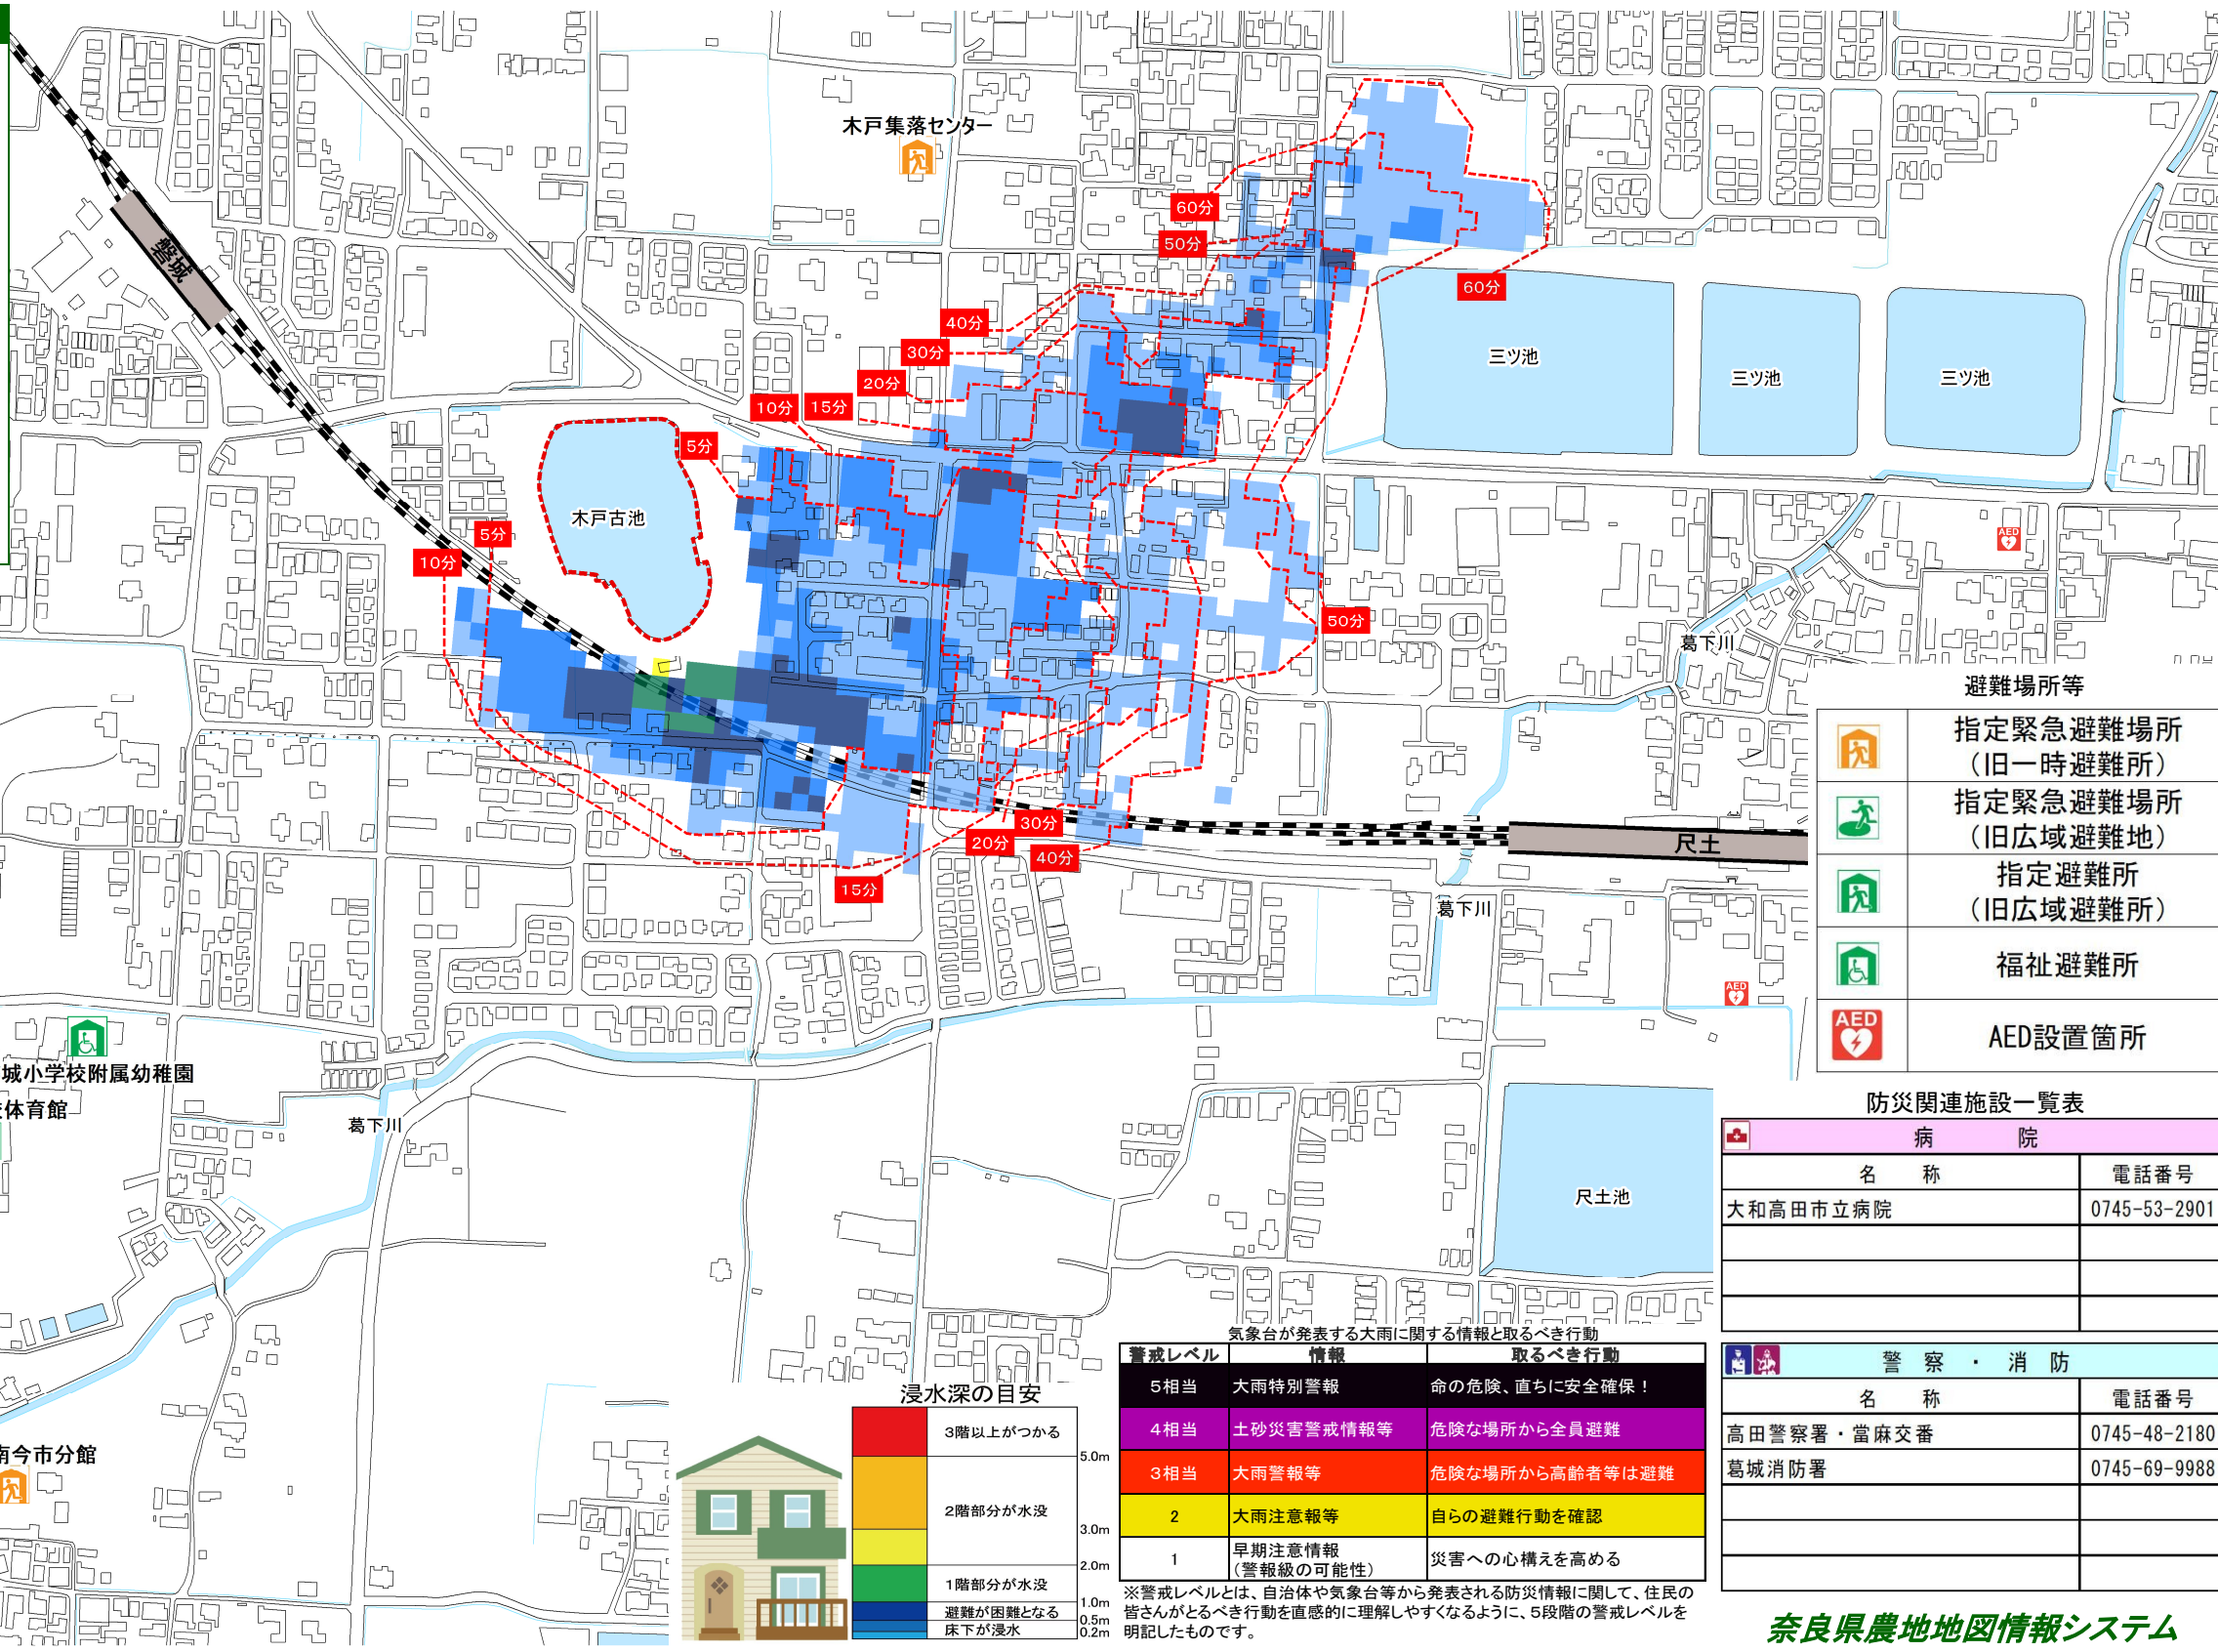 木戸集落センター
磐城
60分
50分
60分
40分
30分
20分
10分
15分
5分
三ツ池
三ツ池
三ツ池
木戸古池
5分
10分
50分
葛下川
30分
20分
40分
15分
尺土
葛下川
城小学校附属幼稚園
体育館
葛下川
尺土池
南今市分館
避難場所等
指定緊急避難場所
（旧一時避難所）
指定緊急避難場所
（旧広域避難地）
指定避難所
（旧広域避難所）
福祉避難所
AED
AED設置箇所
AED
AED
防災関連施設一覧表
病 院
名 称 電話番号
大和高田市立病院 0745-53-2901
警 察 ・ 消 防
名 称 電話番号
高田警察署・當麻交番 0745-48-2180
葛城消防署 0745-69-9988
気象台が発表する大雨に関する情報と取るべき行動
警戒レベル 情報 取るべき行動
5相当 大雨特別警報 命の危険、直ちに安全確保！
4相当 土砂災害警戒情報等 危険な場所から全員避難
3相当 大雨警報等 危険な場所から高齢者等は避難
2 大雨注意報等 自らの避難行動を確認
1 早期注意情報
（警報級の可能性） 災害への心構えを高める
※警戒レベルとは、自治体や気象台等から発表される防災情報に関して、住民の
皆さんがとるべき行動を直感的に理解しやすくなるように、5段階の警戒レベルを
明記したものです。
浸水深の目安
3階以上がつかる
5.0m
2階部分が水没
3.0m
2.0m
1階部分が水没
1.0m
避難が困難となる
0.5m
床下が浸水
0.2m
奈良県農地地図情報システム